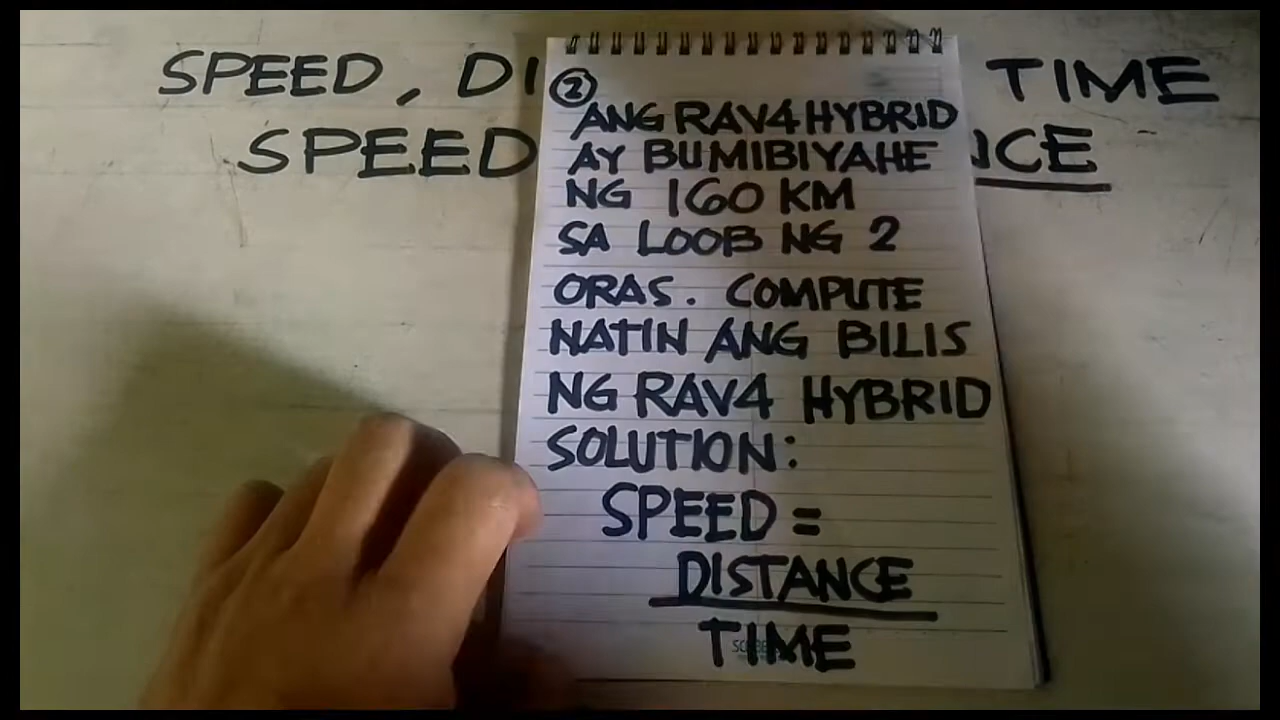 SPEED, DI
TIME
SPEED
NCE
②
ANG RAV4 HYBRID
AY BUMIBIYAHE
NG 160 KM
SA LOOB NG 2
ORAS. COMPUTE
NATIN ANG BILIS
NG RAV4 HYBRID
SOLUTION:
SPEED =
DISTANCE
TIME